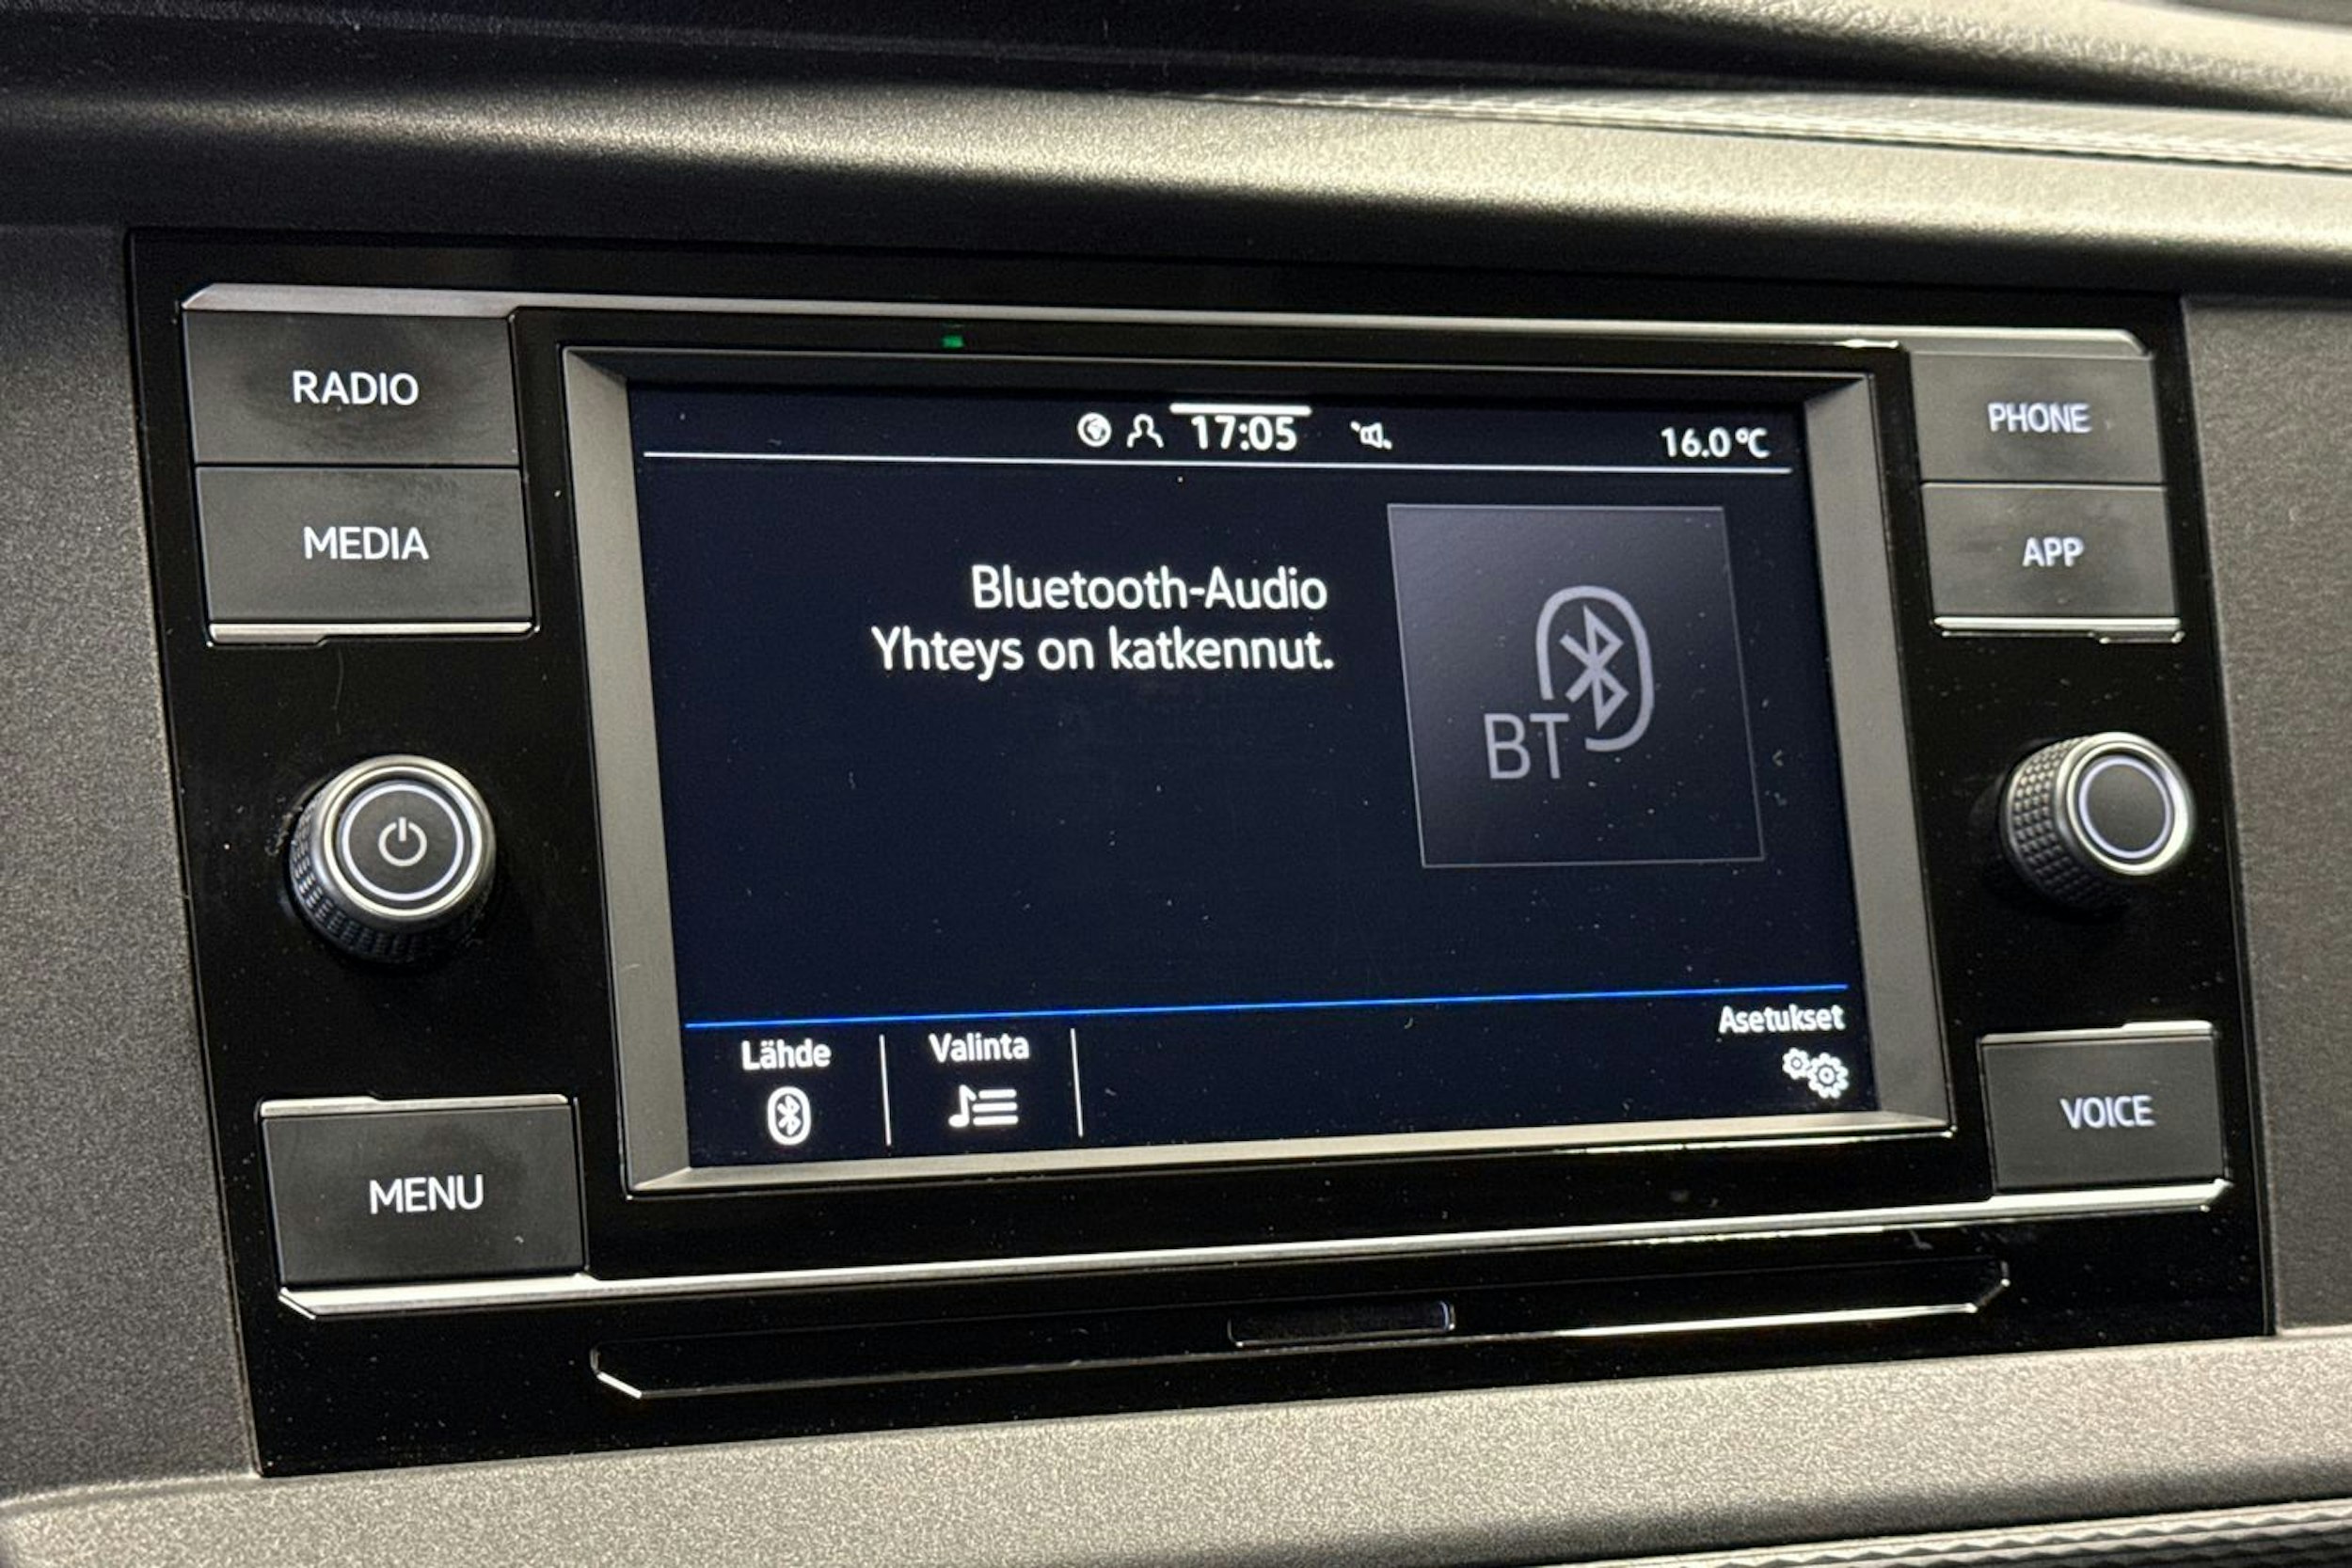 RADIO
MEDIA
MENU
17:05
16.0°C
Bluetooth-Audio
Yhteys on katkennut.
BT
Lähde
Valinta
Asetukset
PHONE
APP
VOICE